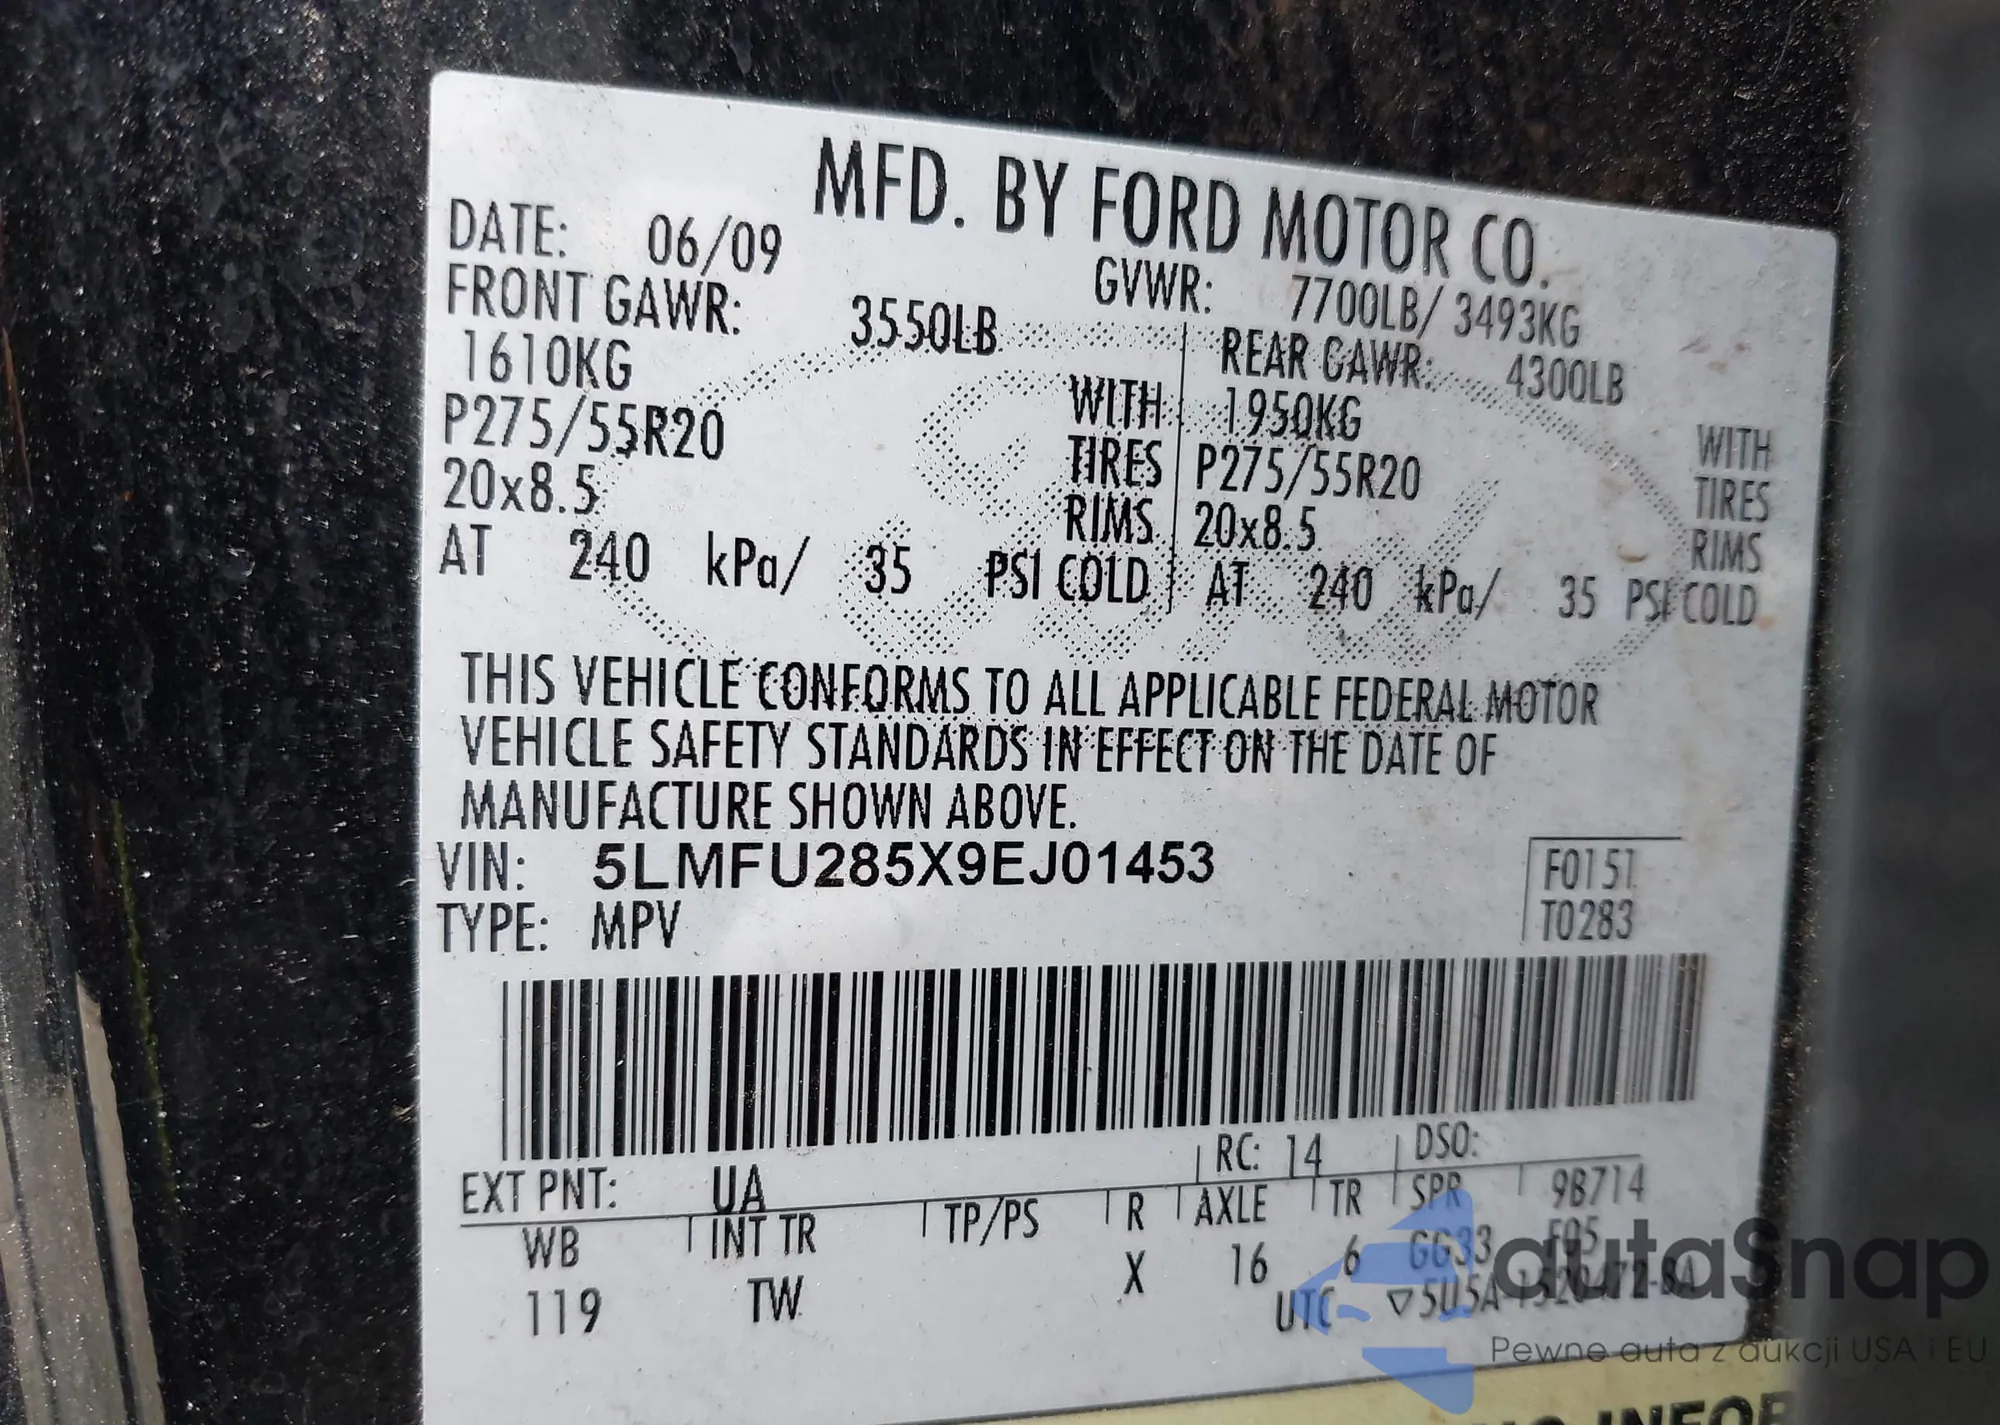 MFD. BY FORD MOTOR CO.
DATE: 06/09 GVWR: 7700LB/ 3493KG
FRONT GAWR: 3550LB REAR GAWR: 4300LB
1610KG WITH 1950KG WITH
P275/55R20 TIRES P275/55R20 TIRES
20x8.5 RIMS 20x8.5 RIMS
AT 240 kPa/ 35 PSI COLD AT 240 kPa/ 35 PSI COLD
THIS VEHICLE CONFORMS TO ALL APPLICABLE FEDERAL MOTOR
VEHICLE SAFETY STANDARDS IN EFFECT ON THE DATE OF
MANUFACTURE SHOWN ABOVE.
VIN: 5LMFU285X9EJ01453 F0151
TYPE: MPV T0283
EXT PNT: UA RC: 14 DSO:
WB INT TR TP/PS R AXLE TR SPR 9B714
119 TW X 16 6 GG33 F05
UTC ▽5U5A-1520472-BA
autoSnap
Pewne auta z aukcji USA i EU